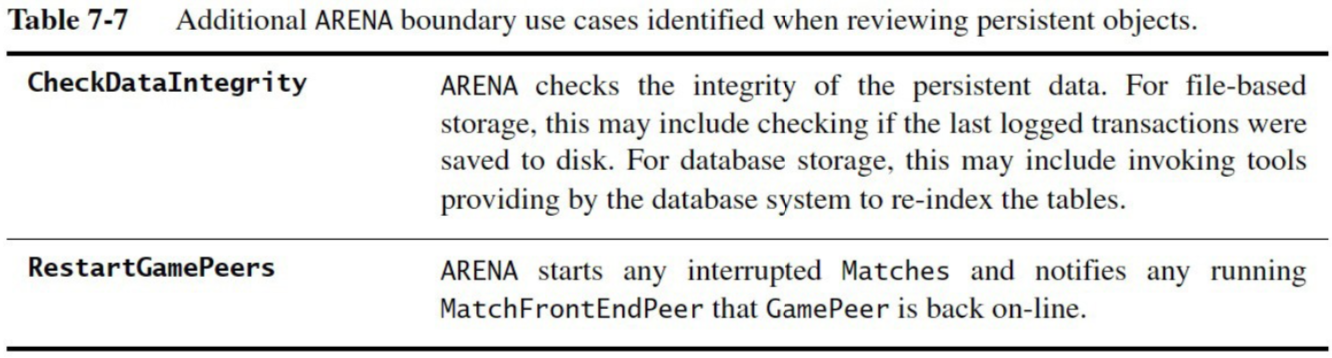 Table 7-7 Additional ARENA boundary use cases identified when reviewing persistent objects.
CheckDataIntegrity ARENA checks the integrity of the persistent data. For file-based
storage, this may include checking if the last logged transactions were
saved to disk. For database storage, this may include invoking tools
providing by the database system to re-index the tables.
RestartGamePeers ARENA starts any interrupted Matches and notifies any running
MatchFrontEndPeer that GamePeer is back on-line.